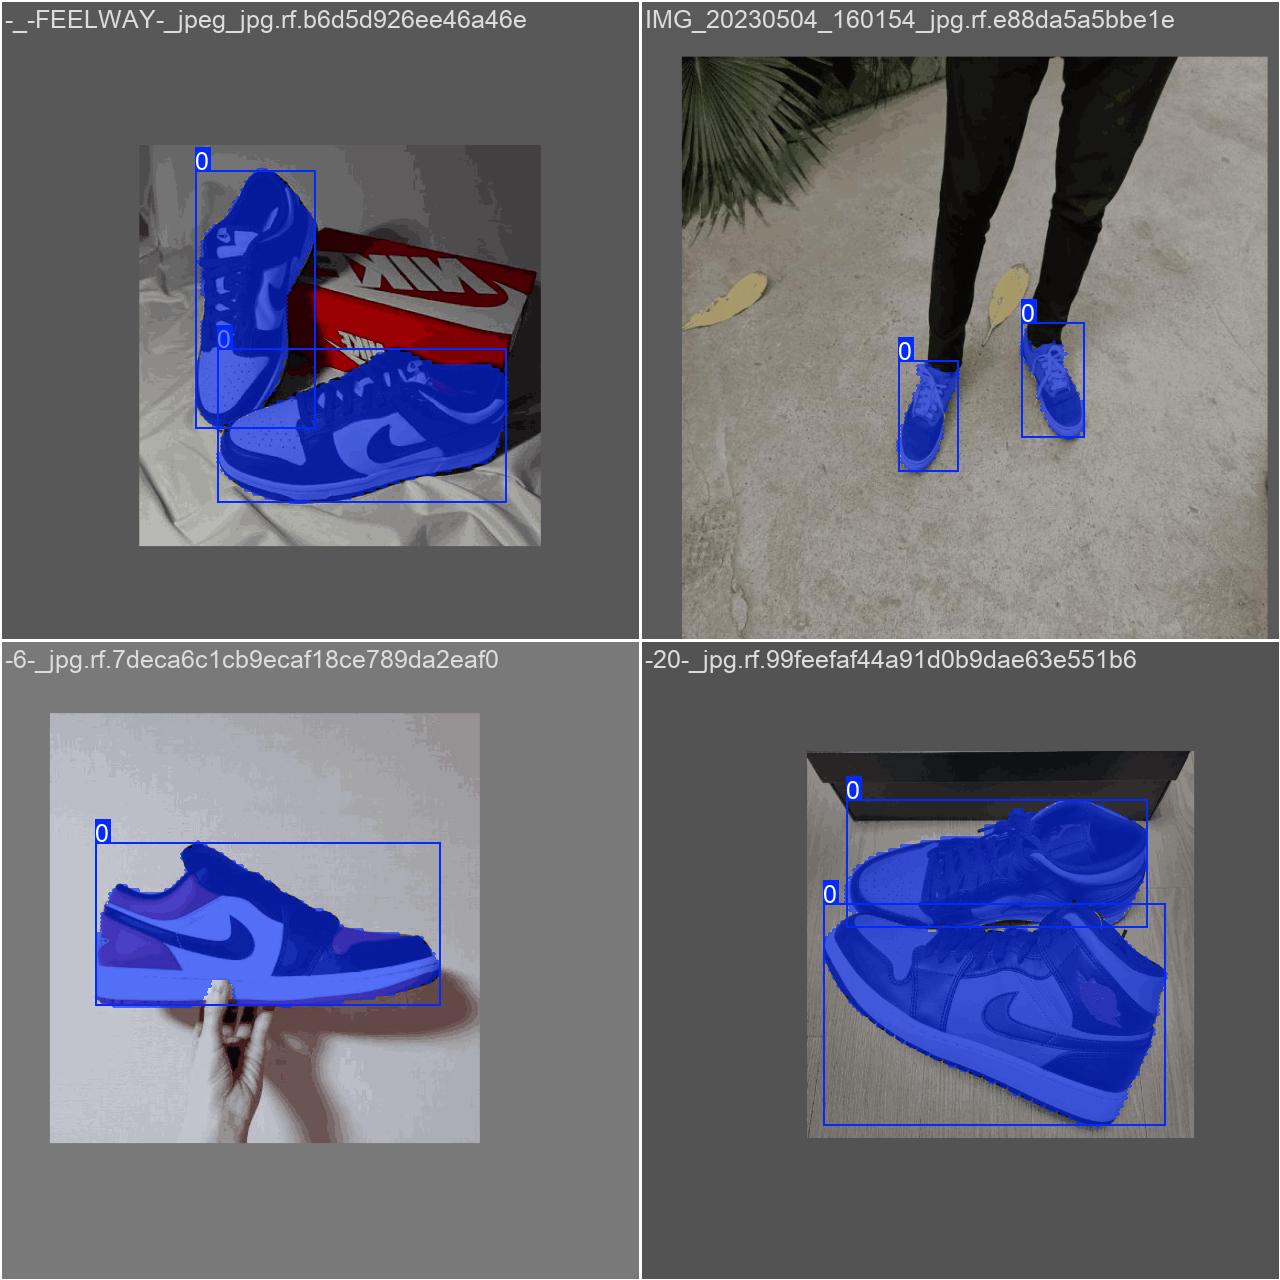 -_-FEELWAY-_jpeg_jpg.rf.b6d5d926ee46a46e
IMG_20230504_160154_jpg.rf.e88da5a5bbe1e
0
NIKE
NIKE
0
0
0
-6-_jpg.rf.7deca6c1cb9ecaf18ce789da2eaf0
-20-_jpg.rf.99feefaf44a91d0b9dae63e551b6
0
0
0